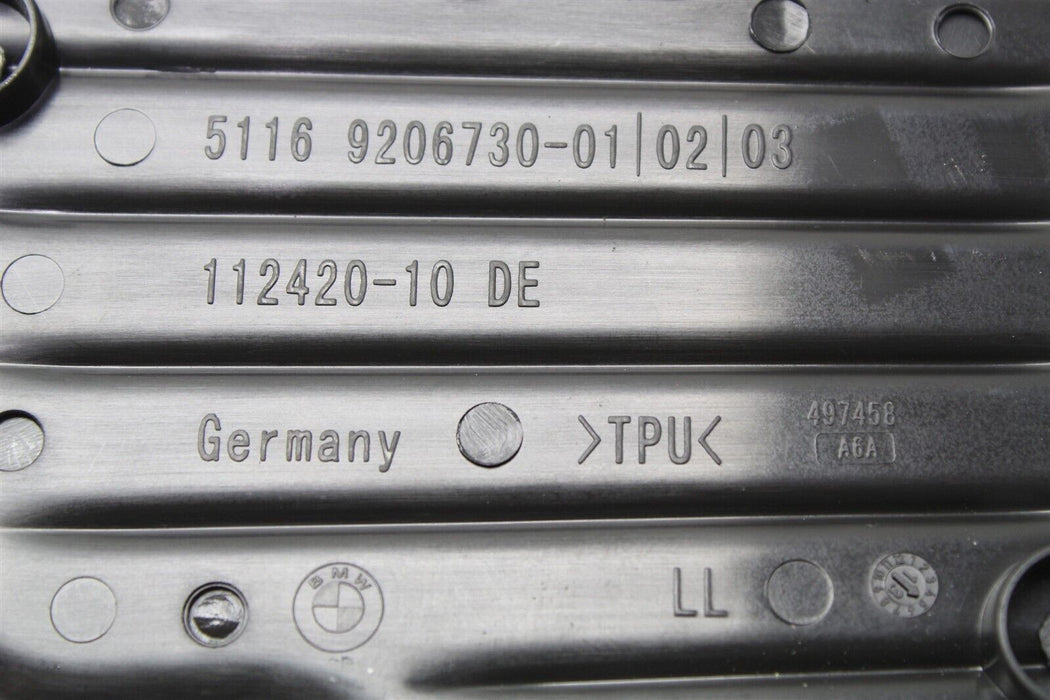 5116 9206730-01|02|03
112420-10 DE
Germany >TPU< 497458
A6A
BMW LL